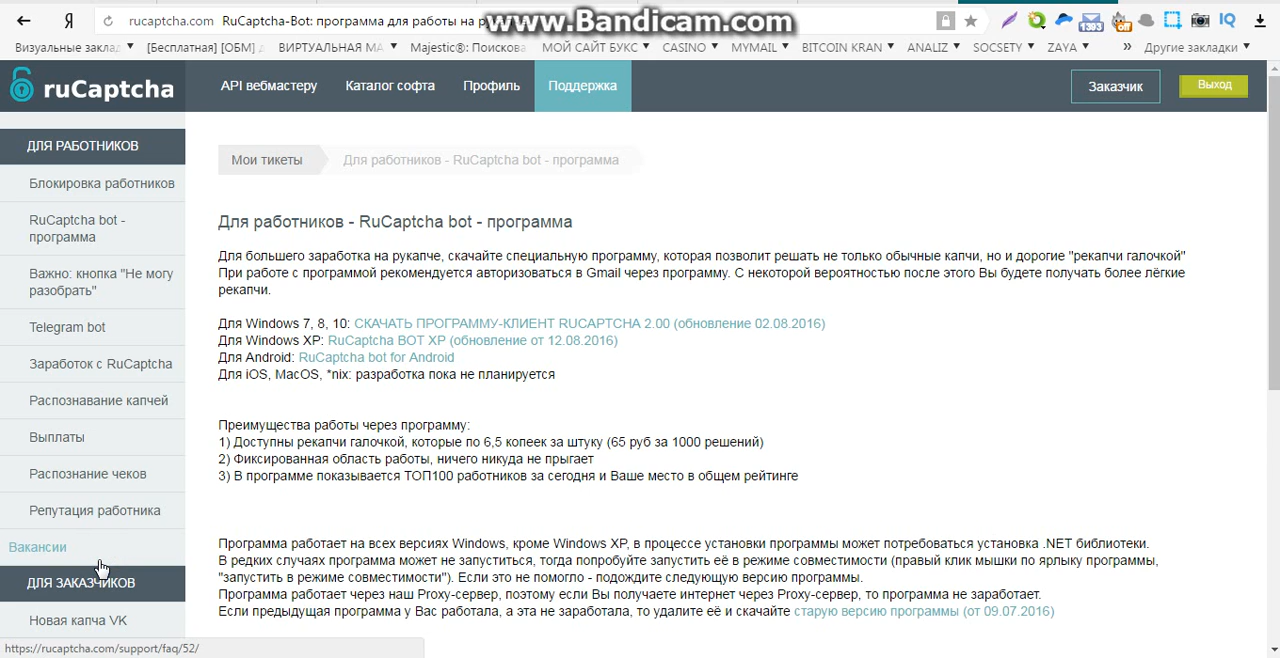 Я rucaptcha.com RuCaptcha-Bot: программа для работы на
www.Bandicam.com
1393
Off
IQ
Визуальные заклад
[Бесплатная] [ОБМ]
ВИРТУАЛЬНАЯ МА
Majestic®: Поискова
МОЙ САЙТ БУКС
CASINO
MYMAIL
BITCOIN KRAN
ANALIZ
SOCSETY
ZAYA
»
Другие закладки
ruCaptcha
API вебмастеру
Каталог софта
Профиль
Поддержка
Заказчик
Выход
ДЛЯ РАБОТНИКОВ
Блокировка работников
RuCaptcha bot -
программа
Важно: кнопка "Не могу
разобрать"
Telegram bot
Заработок с RuCaptcha
Распознавание капчей
Выплаты
Распознание чеков
Репутация работника
Вакансии
ДЛЯ ЗАКАЗЧИКОВ
Новая капча VK
https://rucaptcha.com/support/faq/52/
Мои тикеты
Для работников - RuCaptcha bot - программа
Для работников - RuCaptcha bot - программа
Для большего заработка на рукапче, скачайте специальную программу, которая позволит решать не только обычные капчи, но и дорогие "рекапчи галочкой"
При работе с программой рекомендуется авторизоваться в Gmail через программу. С некоторой вероятностью после этого Вы будете получать более лёгкие
рекапчи.
Для Windows 7, 8, 10: СКАЧАТЬ ПРОГРАММУ-КЛИЕНТ RUCAPTCHA 2.00 (обновление 02.08.2016)
Для Windows XP: RuCaptcha BOT XP (обновление от 12.08.2016)
Для Android: RuCaptcha bot for Android
Для iOS, MacOS, *nix: разработка пока не планируется
Преимущества работы через программу:
1) Доступны рекапчи галочкой, которые по 6,5 копеек за штуку (65 руб за 1000 решений)
2) Фиксированная область работы, ничего никуда не прыгает
3) В программе показывается ТОП100 работников за сегодня и Ваше место в общем рейтинге
Программа работает на всех версиях Windows, кроме Windows XP, в процессе установки программы может потребоваться установка .NET библиотеки.
В редких случаях программа может не запуститься, тогда попробуйте запустить её в режиме совместимости (правый клик мышки по ярлыку программы,
"запустить в режиме совместимости"). Если это не помогло - подождите следующую версию программы.
Программа работает через наш Proxy-сервер, поэтому если Вы получаете интернет через Proxy-сервер, то программа не заработает.
Если предыдущая программа у Вас работала, а эта не заработала, то удалите её и скачайте старую версию программы (от 09.07.2016)